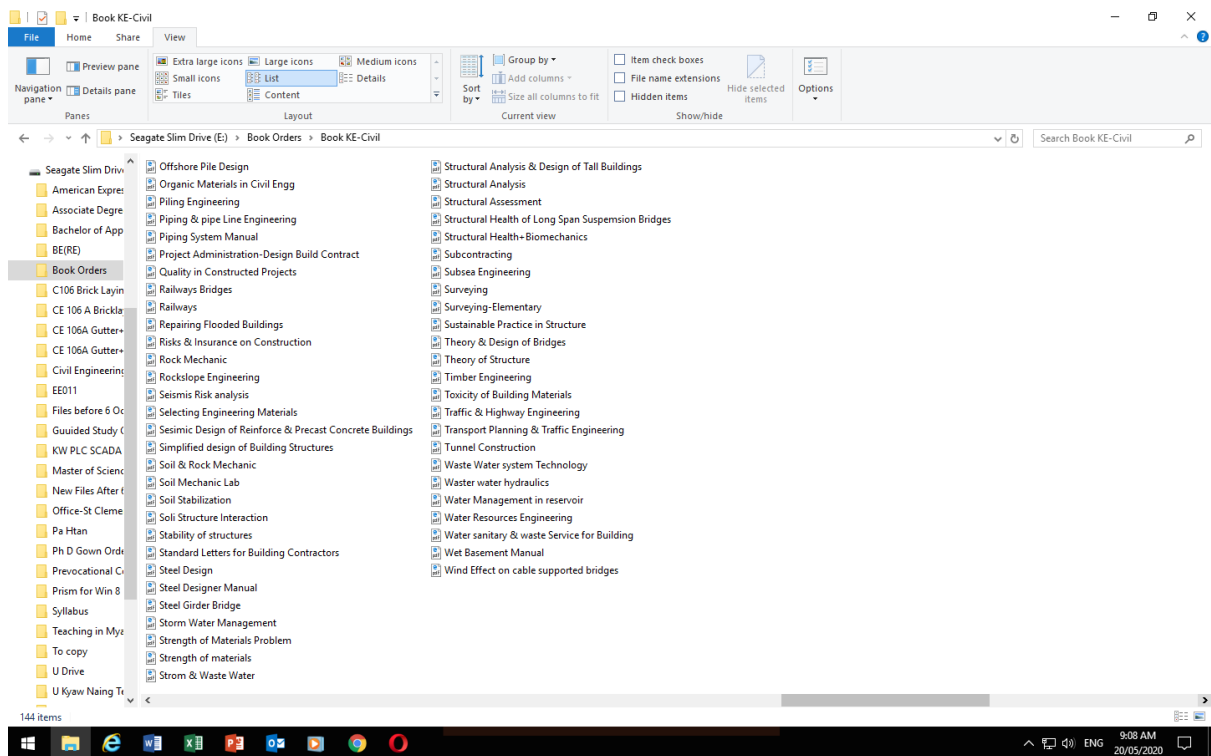 Book KE-Civil
File Home Share View
Preview pane
Details pane
Navigation pane
Panes
Extra large icons Large icons Medium icons
Small icons List Details
Tiles Content
Layout
Sort by
Group by
Add columns
Size all columns to fit
Current view
Item check boxes
File name extensions
Hidden items
Hide selected items
Show/hide
Options
Seagate Slim Drive (E:) > Book Orders > Book KE-Civil
Search Book KE-Civil
Seagate Slim Driv
American Expres
Associate Degre
Bachelor of App
BE(RE)
Book Orders
C106 Brick Layin
CE 106 A Brickla
CE 106A Gutter+
CE 106A Gutter+
Civil Engineering
EE011
Files before 6 Oc
Guuided Study (
KW PLC SCADA
Master of Scienc
New Files After 6
Office-St Cleme
Pa Htan
Ph D Gown Orde
Prevocational C
Prism for Win 8
Syllabus
Teaching in Mya
To copy
U Drive
U Kyaw Naing Te
Offshore Pile Design
Organic Materials in Civil Engg
Piling Engineering
Piping & pipe Line Engineering
Piping System Manual
Project Administration-Design Build Contract
Quality in Constructed Projects
Railways Bridges
Railways
Repairing Flooded Buildings
Risks & Insurance on Construction
Rock Mechanic
Rockslope Engineering
Seismis Risk analysis
Selecting Engineering Materials
Sesimic Design of Reinforce & Precast Concrete Buildings
Simplified design of Building Structures
Soil & Rock Mechanic
Soil Mechanic Lab
Soil Stabilization
Soli Structure Interaction
Stability of structures
Standard Letters for Building Contractors
Steel Design
Steel Designer Manual
Steel Girder Bridge
Storm Water Management
Strength of Materials Problem
Strength of materials
Strom & Waste Water
Structural Analysis & Design of Tall Buildings
Structural Analysis
Structural Assessment
Structural Health of Long Span Suspemsion Bridges
Structural Health+Biomechanics
Subcontracting
Subsea Engineering
Surveying
Surveying-Elementary
Sustainable Practice in Structure
Theory & Design of Bridges
Theory of Structure
Timber Engineering
Toxicity of Building Materials
Traffic & Highway Engineering
Transport Planning & Traffic Engineering
Tunnel Construction
Waste Water system Technology
Waster water hydraulics
Water Management in reservoir
Water Resources Engineering
Water sanitary & waste Service for Building
Wet Basement Manual
Wind Effect on cable supported bridges
144 items
ENG
9:08 AM
20/05/2020